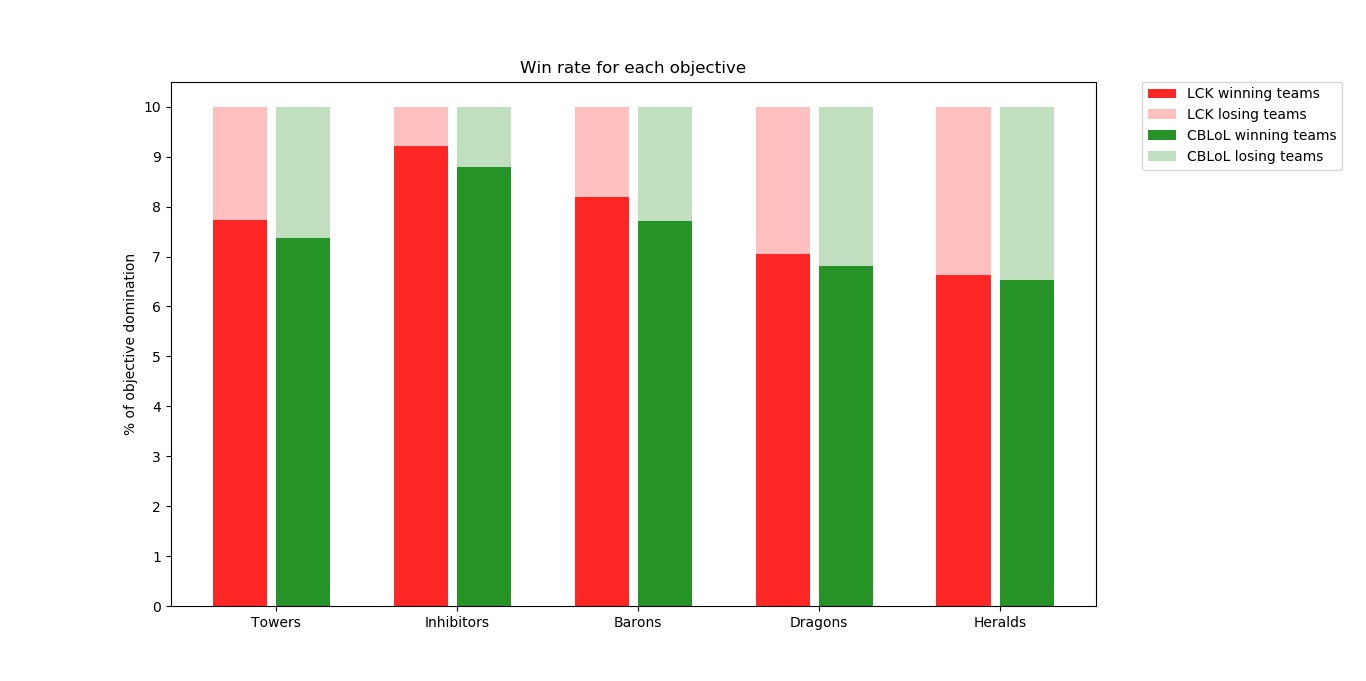 Win rate for each objective
LCK winning teams
LCK losing teams
CBLoL winning teams
CBLoL losing teams
% of objective domination
10
9
8
7
6
5
4
3
2
1
0
Towers Inhibitors Barons Dragons Heralds